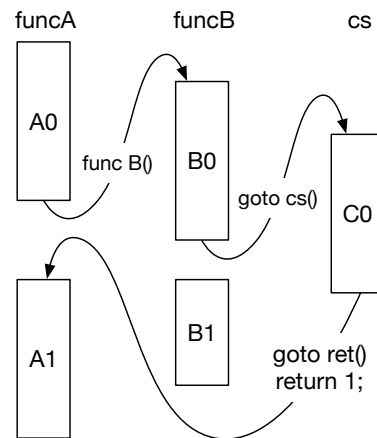 funcA funcB cs
A0
func B()
B0
goto cs()
C0
A1
B1
goto ret()
return 1;